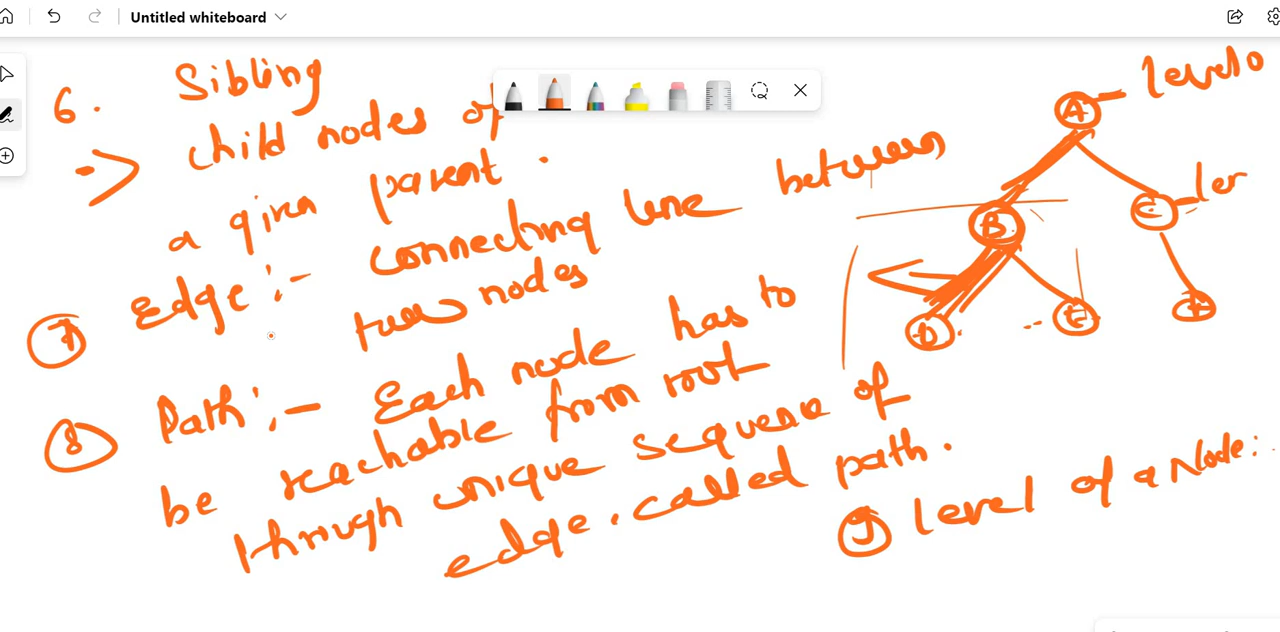 Untitled whiteboard
6. Sibling
=> child nodes of
a given parent.
7 Edge:- connecting line between
two nodes
8 Path:- Each node has to
be reachable from root
through unique sequence of
edge. called path.
9 level of a Node:
A - level 0
B
C - ler
D
E